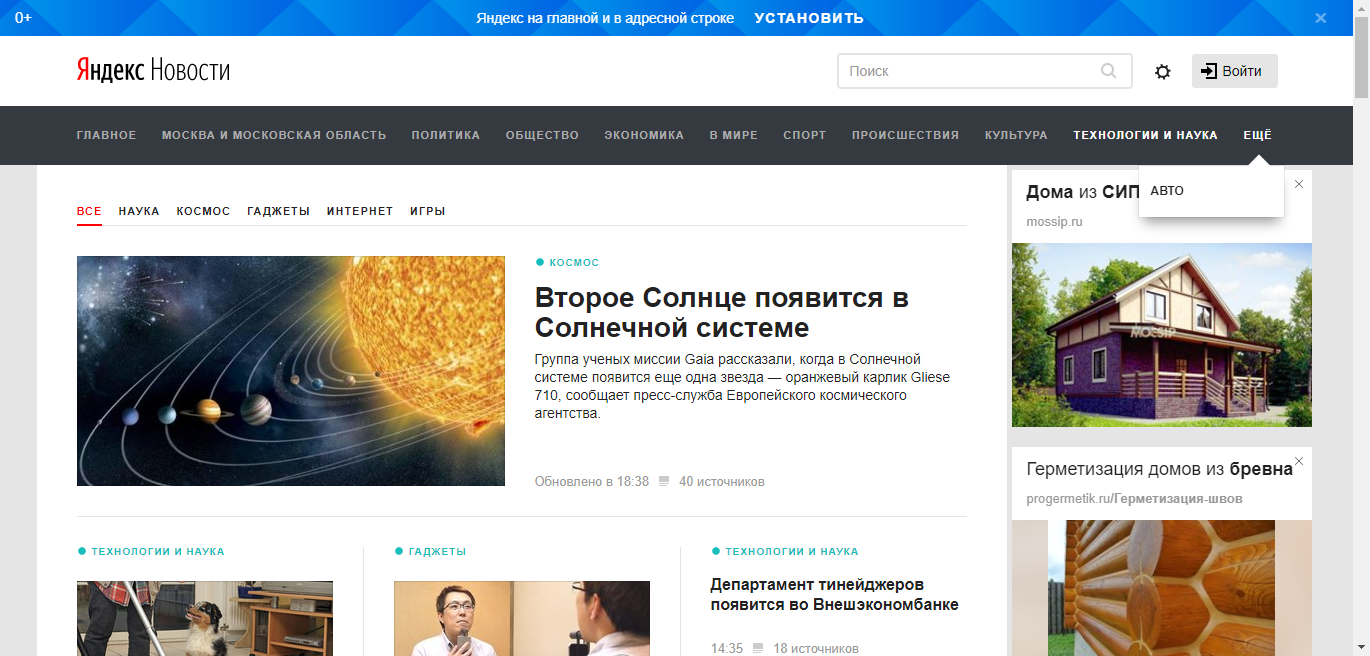 0+
Яндекс на главной и в адресной строке УСТАНОВИТЬ
Яндекс Новости
Поиск
Войти
ГЛАВНОЕ МОСКВА И МОСКОВСКАЯ ОБЛАСТЬ ПОЛИТИКА ОБЩЕСТВО ЭКОНОМИКА В МИРЕ СПОРТ ПРОИСШЕСТВИЯ КУЛЬТУРА ТЕХНОЛОГИИ И НАУКА ЕЩЁ
АВТО
ВСЕ НАУКА КОСМОС ГАДЖЕТЫ ИНТЕРНЕТ ИГРЫ
КОСМОС
Второе Солнце появится в
Солнечной системе
Группа ученых миссии Gaia рассказали, когда в Солнечной
системе появится еще одна звезда — оранжевый карлик Gliese
710, сообщает пресс-служба Европейского космического
агентства.
Обновлено в 18:38 40 источников
ТЕХНОЛОГИИ И НАУКА
ГАДЖЕТЫ
ТЕХНОЛОГИИ И НАУКА
Департамент тинейджеров
появится во Внешэкономбанке
14:35 18 источников
Дома из СИП
mossip.ru
MOSSIP
Герметизация домов из бревна
progermetik.ru/Герметизация-швов